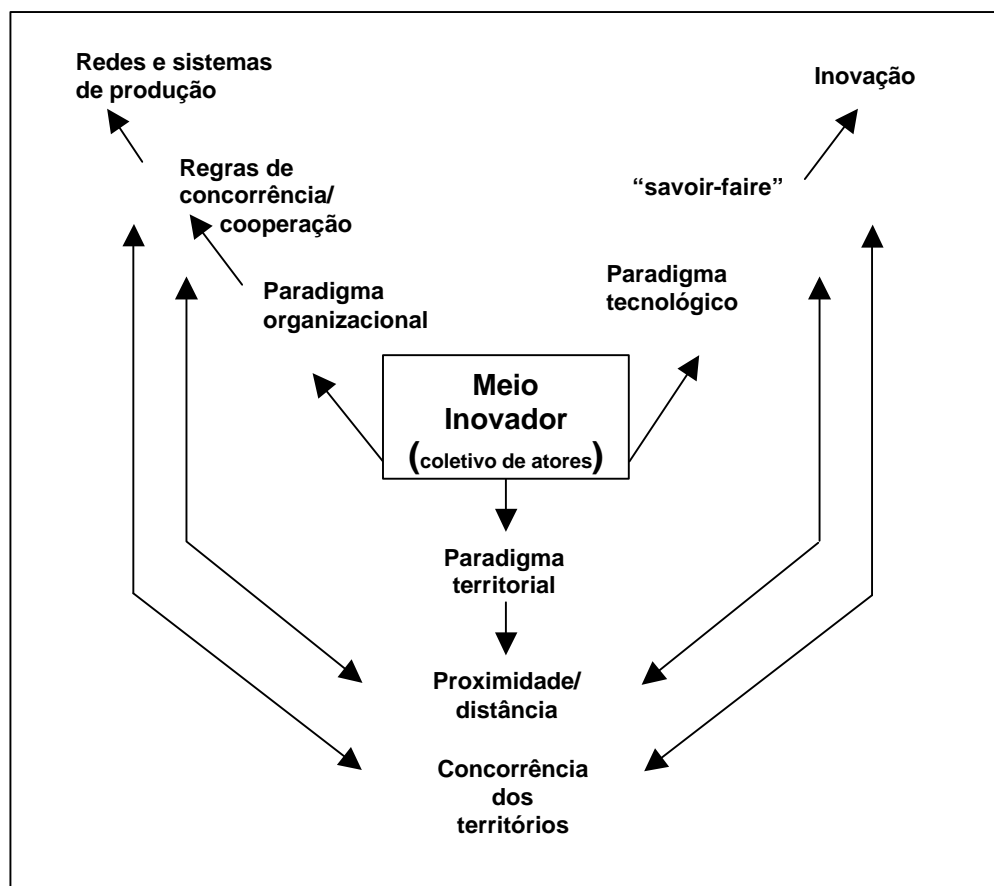 Redes e sistemas
de produção
Inovação
Regras de
concorrência/
cooperação
“savoir-faire”
Paradigma
organizacional
Paradigma
tecnológico
Meio
Inovador
(coletivo de atores)
Paradigma
territorial
Proximidade/
distância
Concorrência
dos
territórios